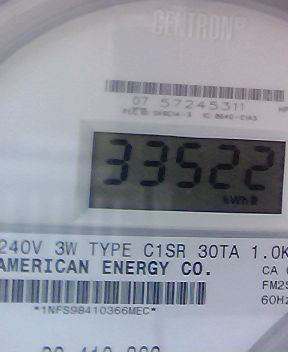 CENTRON®
07 57245311
33522
kWh
240V 3W TYPE C1SR 30TA 1.0K
AMERICAN ENERGY CO.
CA
FM2S
60Hz
*1NFS98410366MEC*